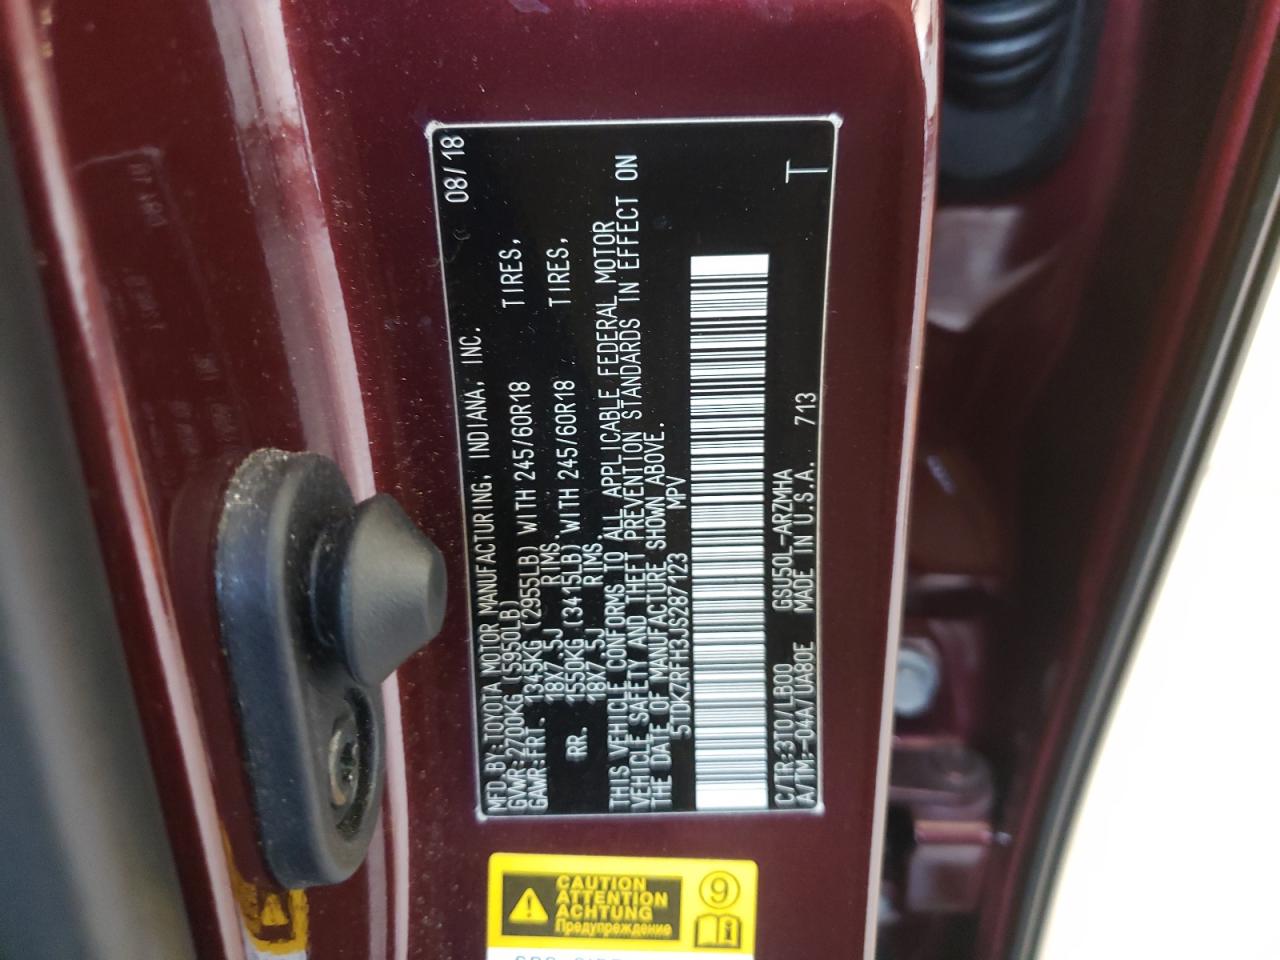 MFD.BY:TOYOTA MOTOR MANUFACTURING, INDIANA, INC. 08/18
GVWR:2700KG (5950LB)
GAWR:FRT. 1345KG (2955LB) WITH 245/60R18 TIRES,
18X7.5J RIMS.
RR. 1550KG (3415LB) WITH 245/60R18 TIRES,
18X7.5J RIMS.
THIS VEHICLE CONFORMS TO ALL APPLICABLE FEDERAL MOTOR
VEHICLE SAFETY AND THEFT PREVENTION STANDARDS IN EFFECT ON
THE DATE OF MANUFACTURE SHOWN ABOVE.
5TDKZRFH3JS287123 MPV
C/TR:3T0/LB00 GSU50L-ARZMHA T
A/TM:-04A/UA80E MADE IN U.S.A. 713
CAUTION
ATTENTION
ACHTUNG
Предупреждение
9